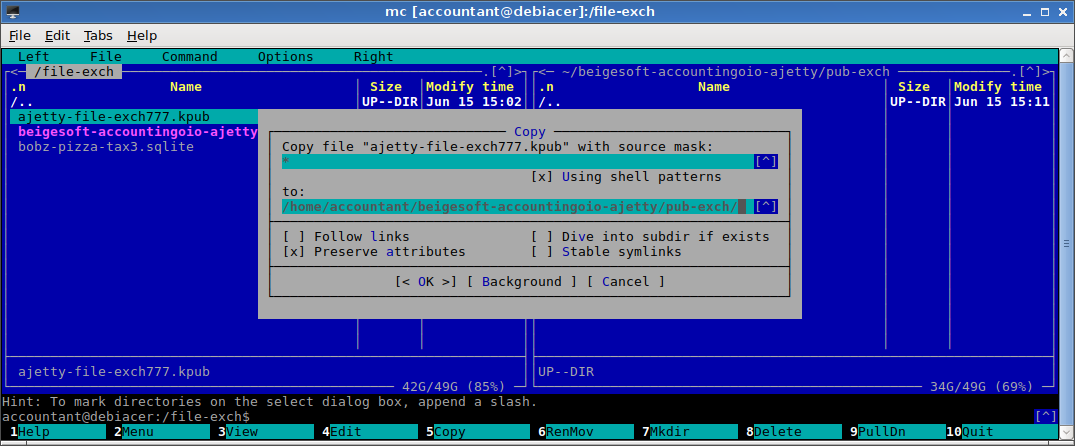 mc [accountant@debiacer]:/file-exch
File Edit Tabs Help
Left File Command Options Right
<─ /file-exch ─.[^]> <─ ~/beigesoft-accountingoio-ajetty/pub-exch ─.[^]>
.n Name Size Modify time .n Name Size Modify time
/.. UP--DIR Jun 15 15:02 /.. UP--DIR Jun 15 15:11
ajetty-file-exch777.kpub
beigesoft-accountingoio-ajetty
bobz-pizza-tax3.sqlite
Copy
Copy file "ajetty-file-exch777.kpub" with source mask:
* [^]
[x] Using shell patterns
to:
/home/accountant/beigesoft-accountingoio-ajetty/pub-exch/ [^]
[ ] Follow links [ ] Dive into subdir if exists
[x] Preserve attributes [ ] Stable symlinks
[< OK >] [ Background ] [ Cancel ]
ajetty-file-exch777.kpub UP--DIR
42G/49G (85%) 34G/49G (69%)
Hint: To mark directories on the select dialog box, append a slash.
accountant@debiacer:/file-exch$ [^]
1Help 2Menu 3View 4Edit 5Copy 6RenMov 7Mkdir 8Delete 9PullDn 10Quit